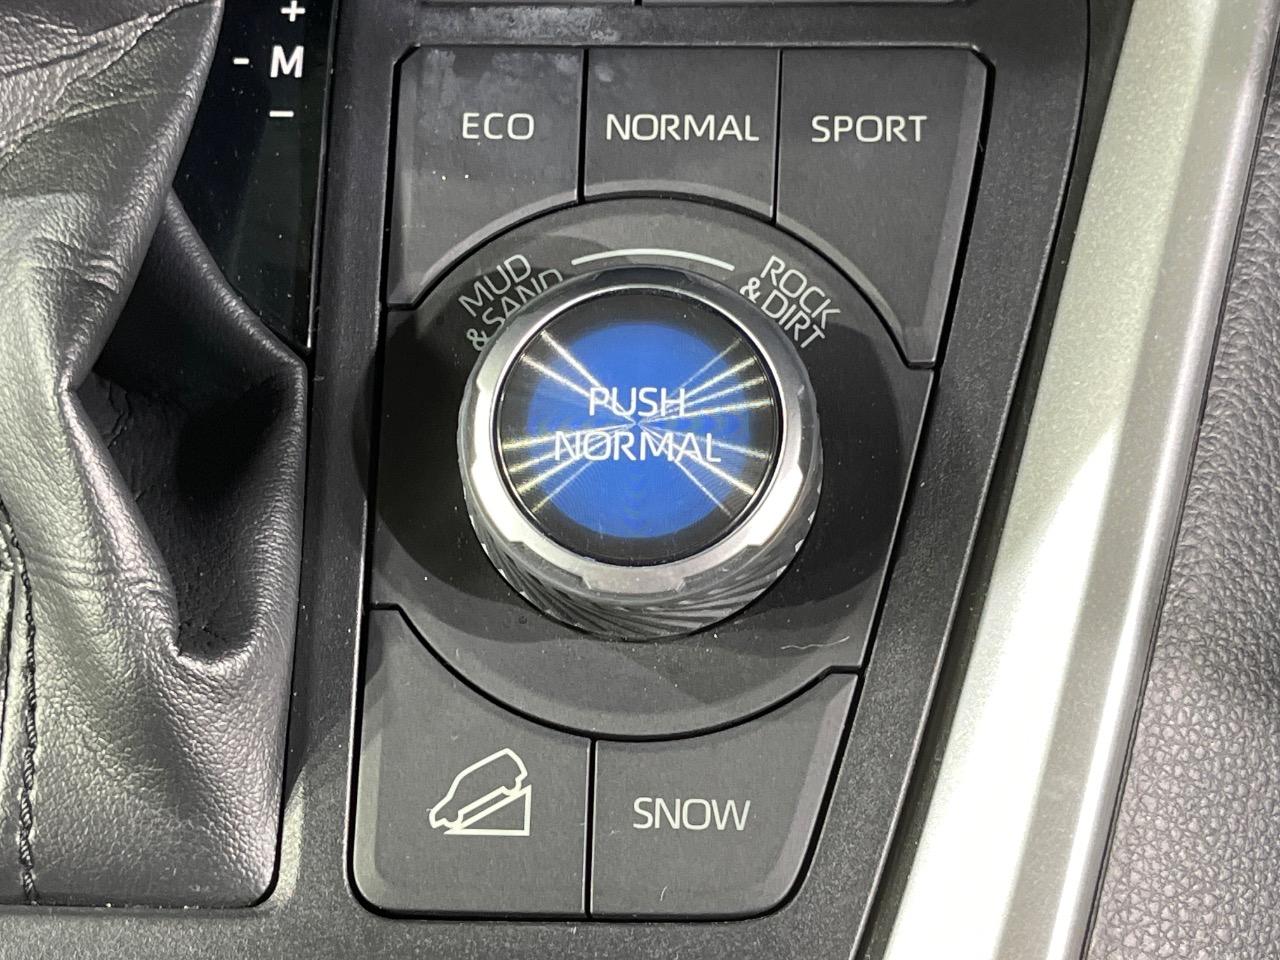 +
- M
–
ECO
NORMAL
SPORT
MUD
& SAND
ROCK
& DIRT
PUSH
NORMAL
SNOW